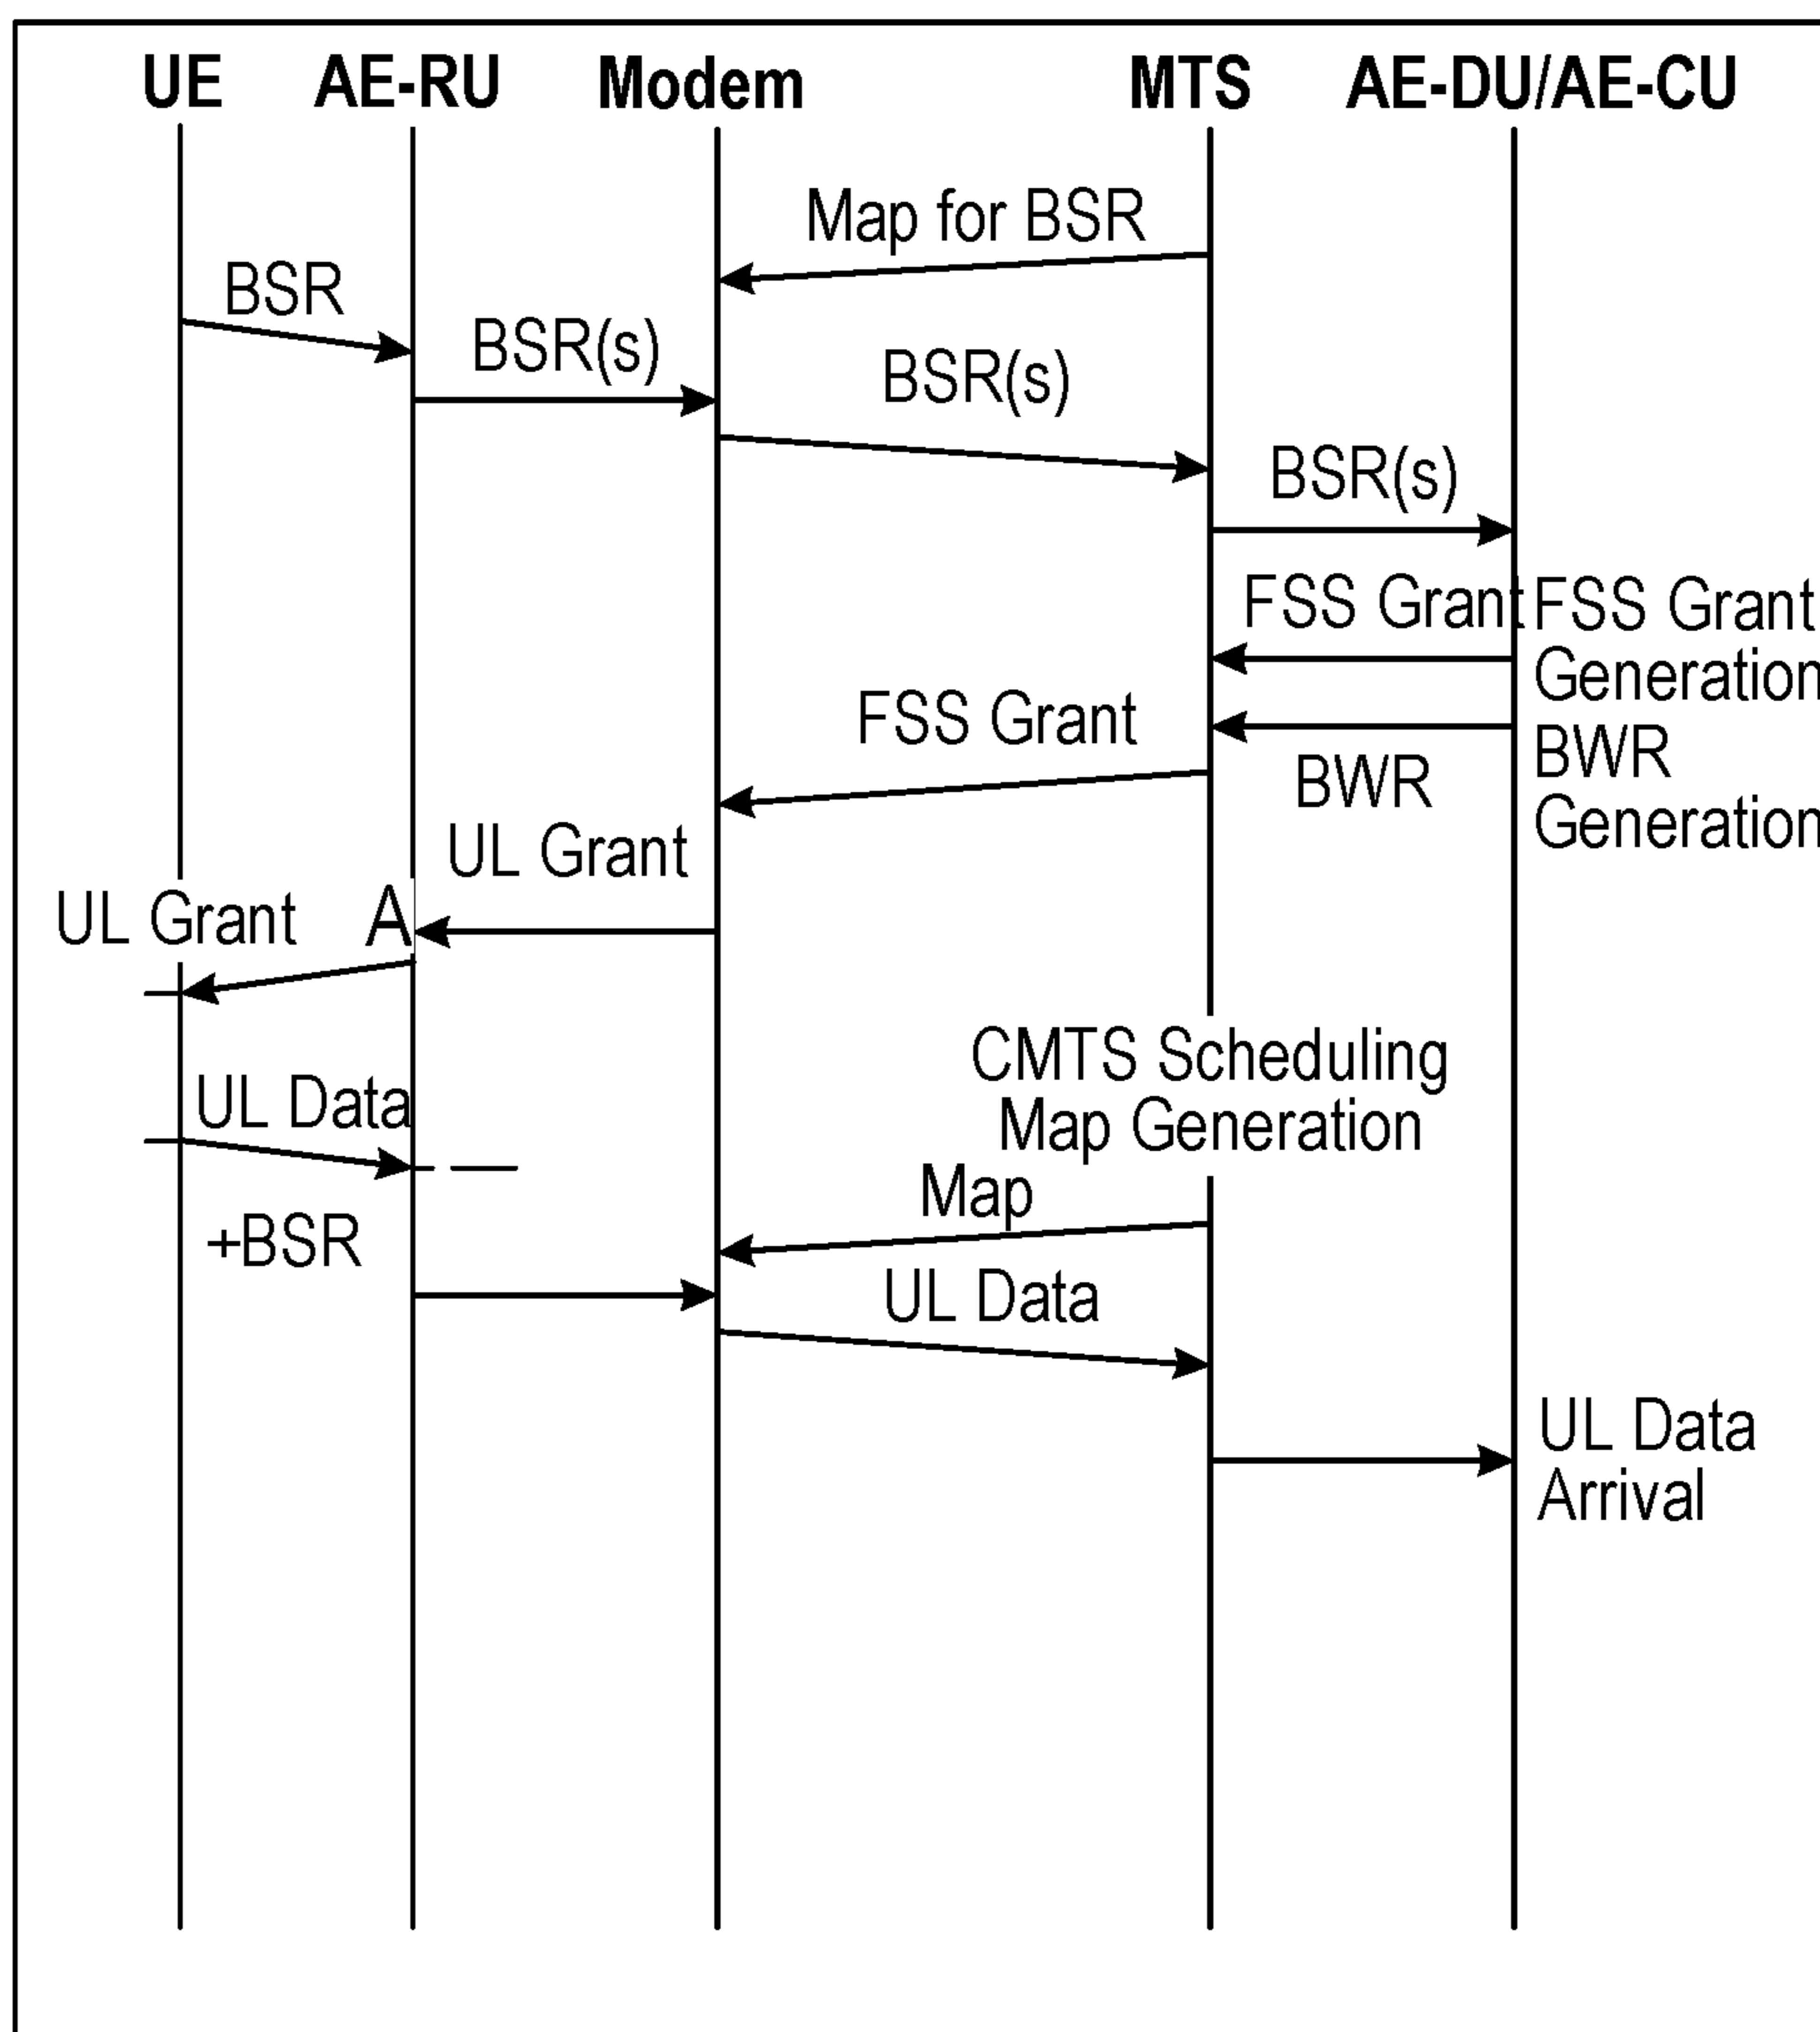 UE AE-RU Modem MTS AE-DU/AE-CU
Map for BSR
BSR
BSR(s)
BSR(s)
BSR(s)
FSS Grant
FSS Grant
Generation
FSS Grant
BWR
BWR
Generation
UL Grant
UL Grant
A
CMTS Scheduling
Map Generation
UL Data
Map
+BSR
UL Data
UL Data
Arrival